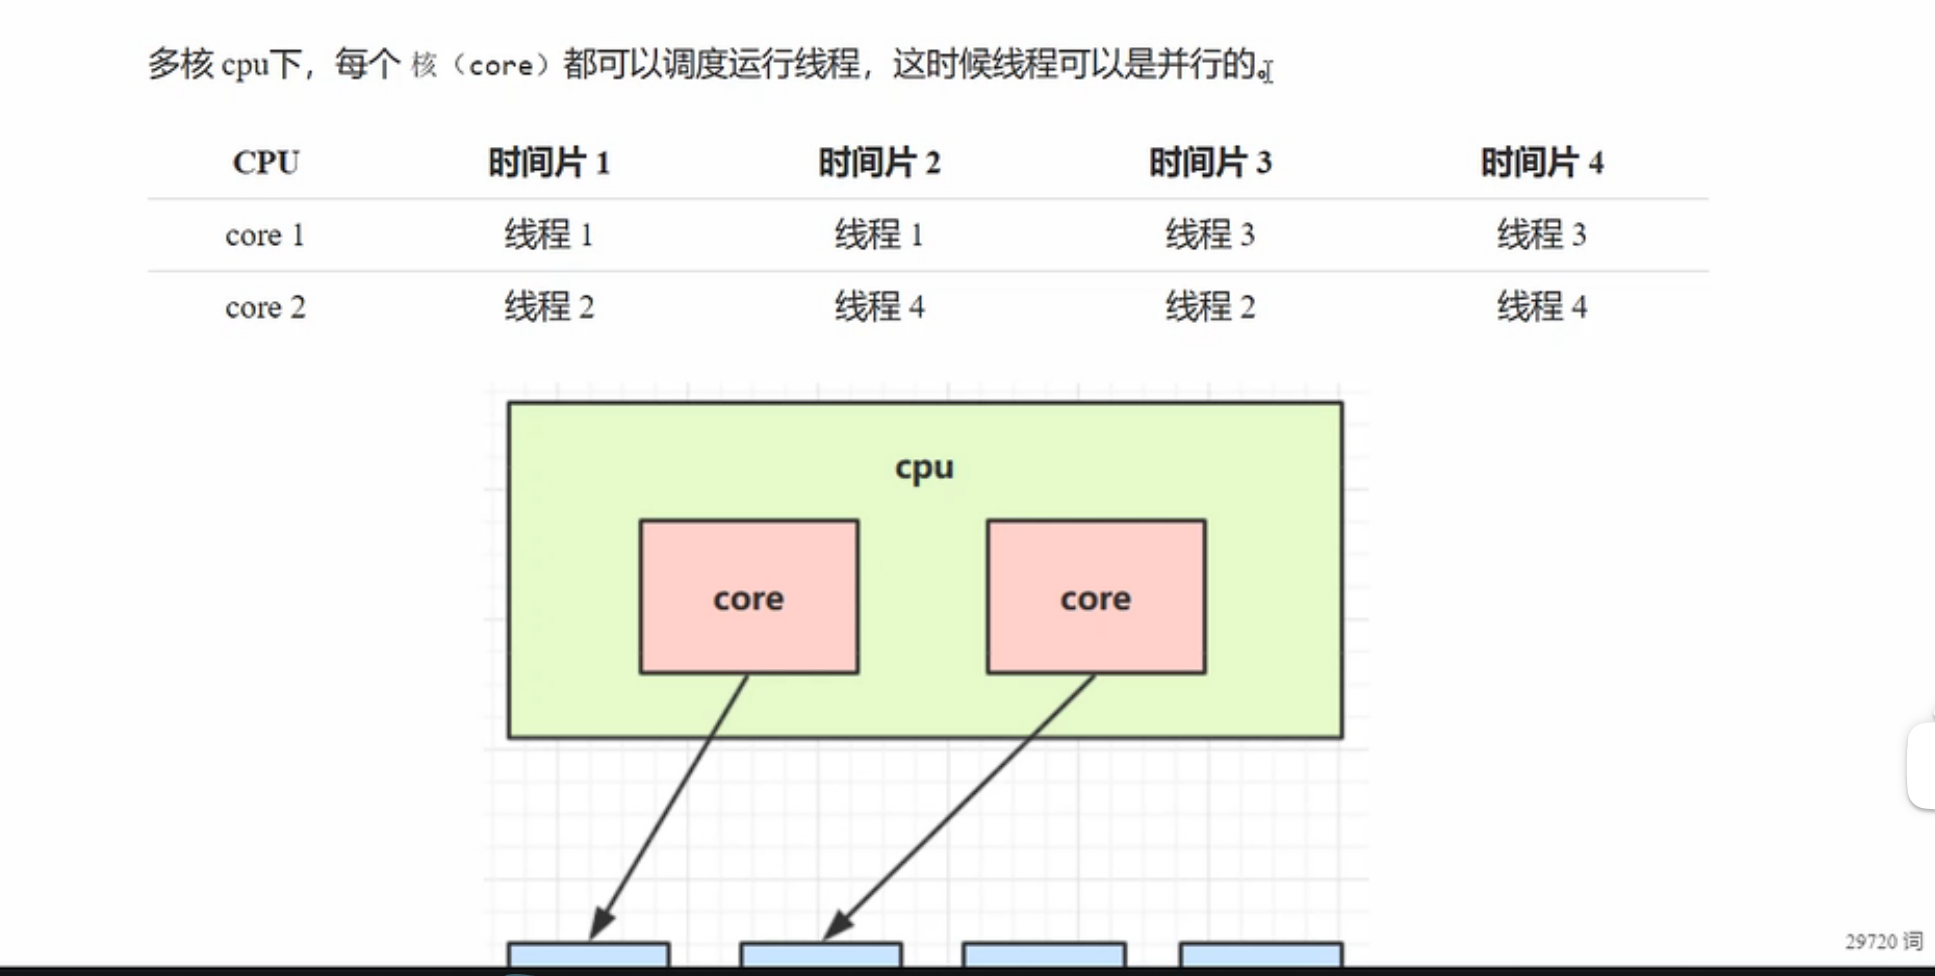 多核 cpu下，每个 核（core）都可以调度运行线程，这时候线程可以是并行的。
CPU 时间片 1 时间片 2 时间片 3 时间片 4
core 1 线程 1 线程 1 线程 3 线程 3
core 2 线程 2 线程 4 线程 2 线程 4
cpu
core core
29720 词